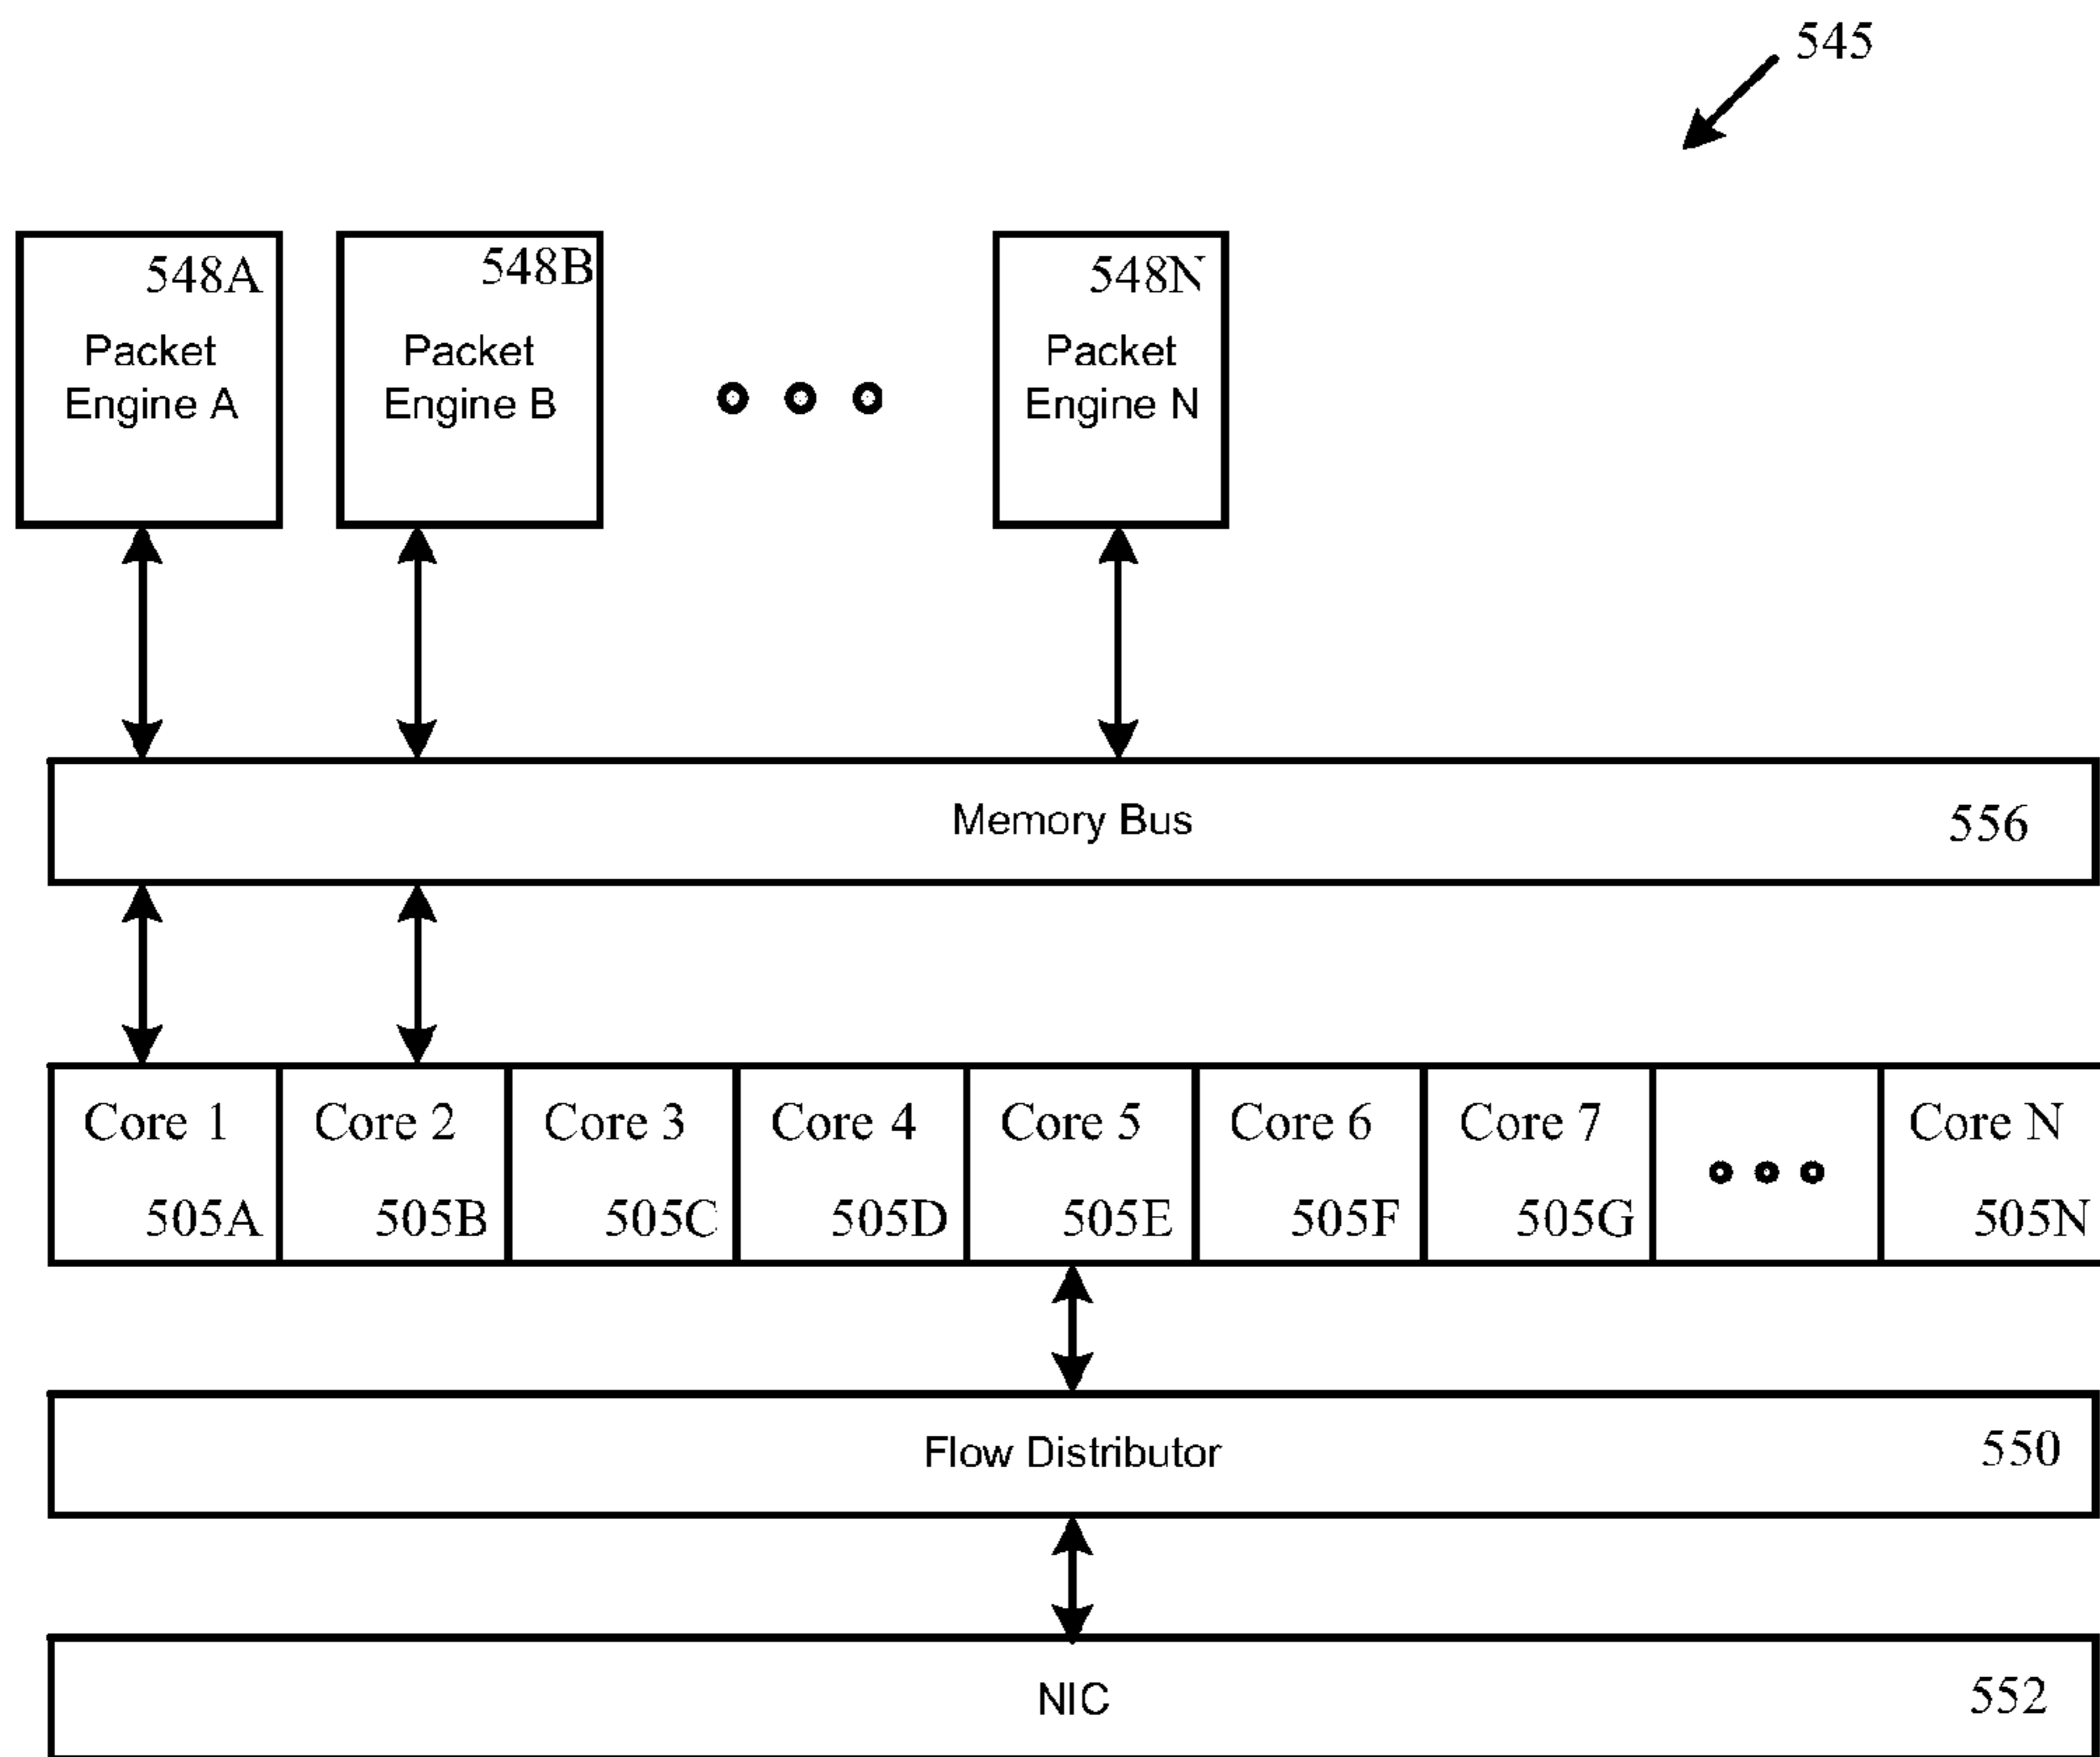 545
548A
Packet
Engine A
548B
Packet
Engine B
548N
Packet
Engine N
Memory Bus
556
Core 1
505A
Core 2
505B
Core 3
505C
Core 4
505D
Core 5
505E
Core 6
505F
Core 7
505G
Core N
505N
Flow Distributor
550
NIC
552